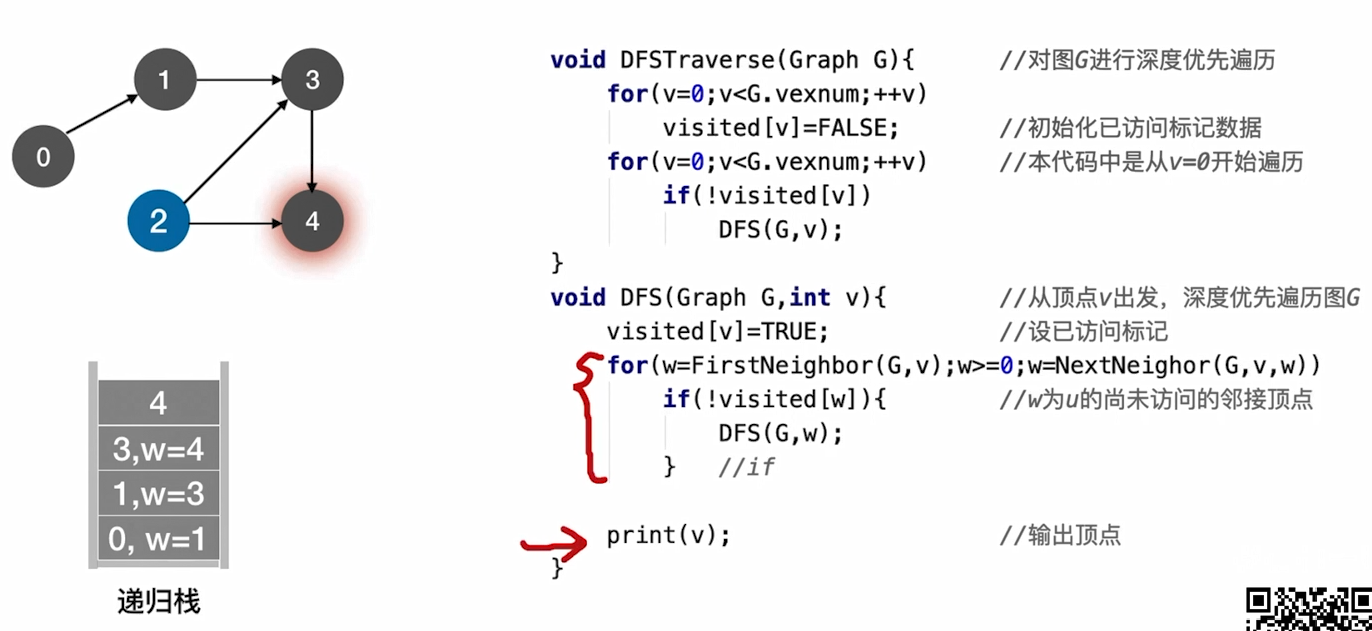 1
3
0
2
4
4
3,w=4
1,w=3
0, w=1
递归栈
void DFSTraverse(Graph G){ //对图G进行深度优先遍历
for(v=0;v<G.vexnum;++v)
visited[v]=FALSE; //初始化已访问标记数据
for(v=0;v<G.vexnum;++v) //本代码中是从v=0开始遍历
if(!visited[v])
DFS(G,v);
}
void DFS(Graph G,int v){ //从顶点v出发，深度优先遍历图G
visited[v]=TRUE; //设已访问标记
for(w=FirstNeighbor(G,v);w>=0;w=NextNeighor(G,v,w))
if(!visited[w]){ //w为u的尚未访问的邻接顶点
DFS(G,w);
} //if
print(v); //输出顶点
}